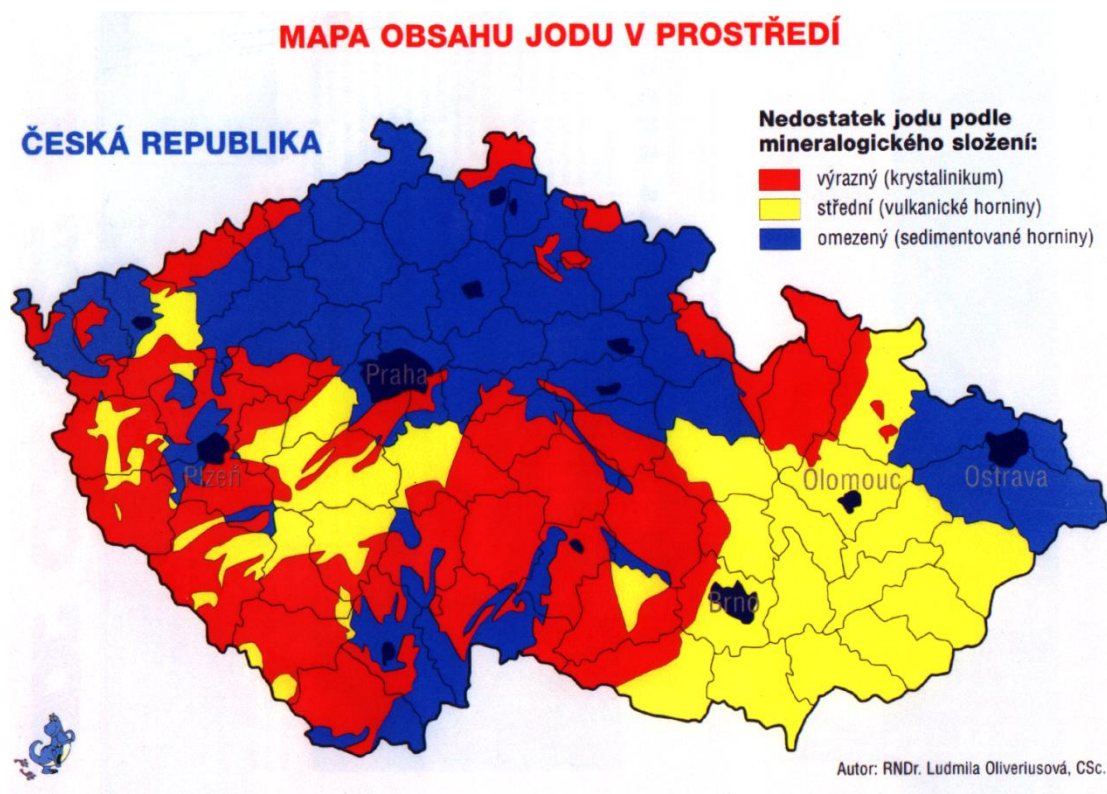 MAPA OBSAHU JODU V PROSTŘEDÍ
ČESKÁ REPUBLIKA
Nedostatek jodu podle
mineralogického složení:
výrazný (krystalinikum)
střední (vulkanické horniny)
omezený (sedimentované horniny)
Praha
Plzeň
Olomouc
Ostrava
Brno
Autor: RNDr. Ludmila Oliveriusová, CSc.